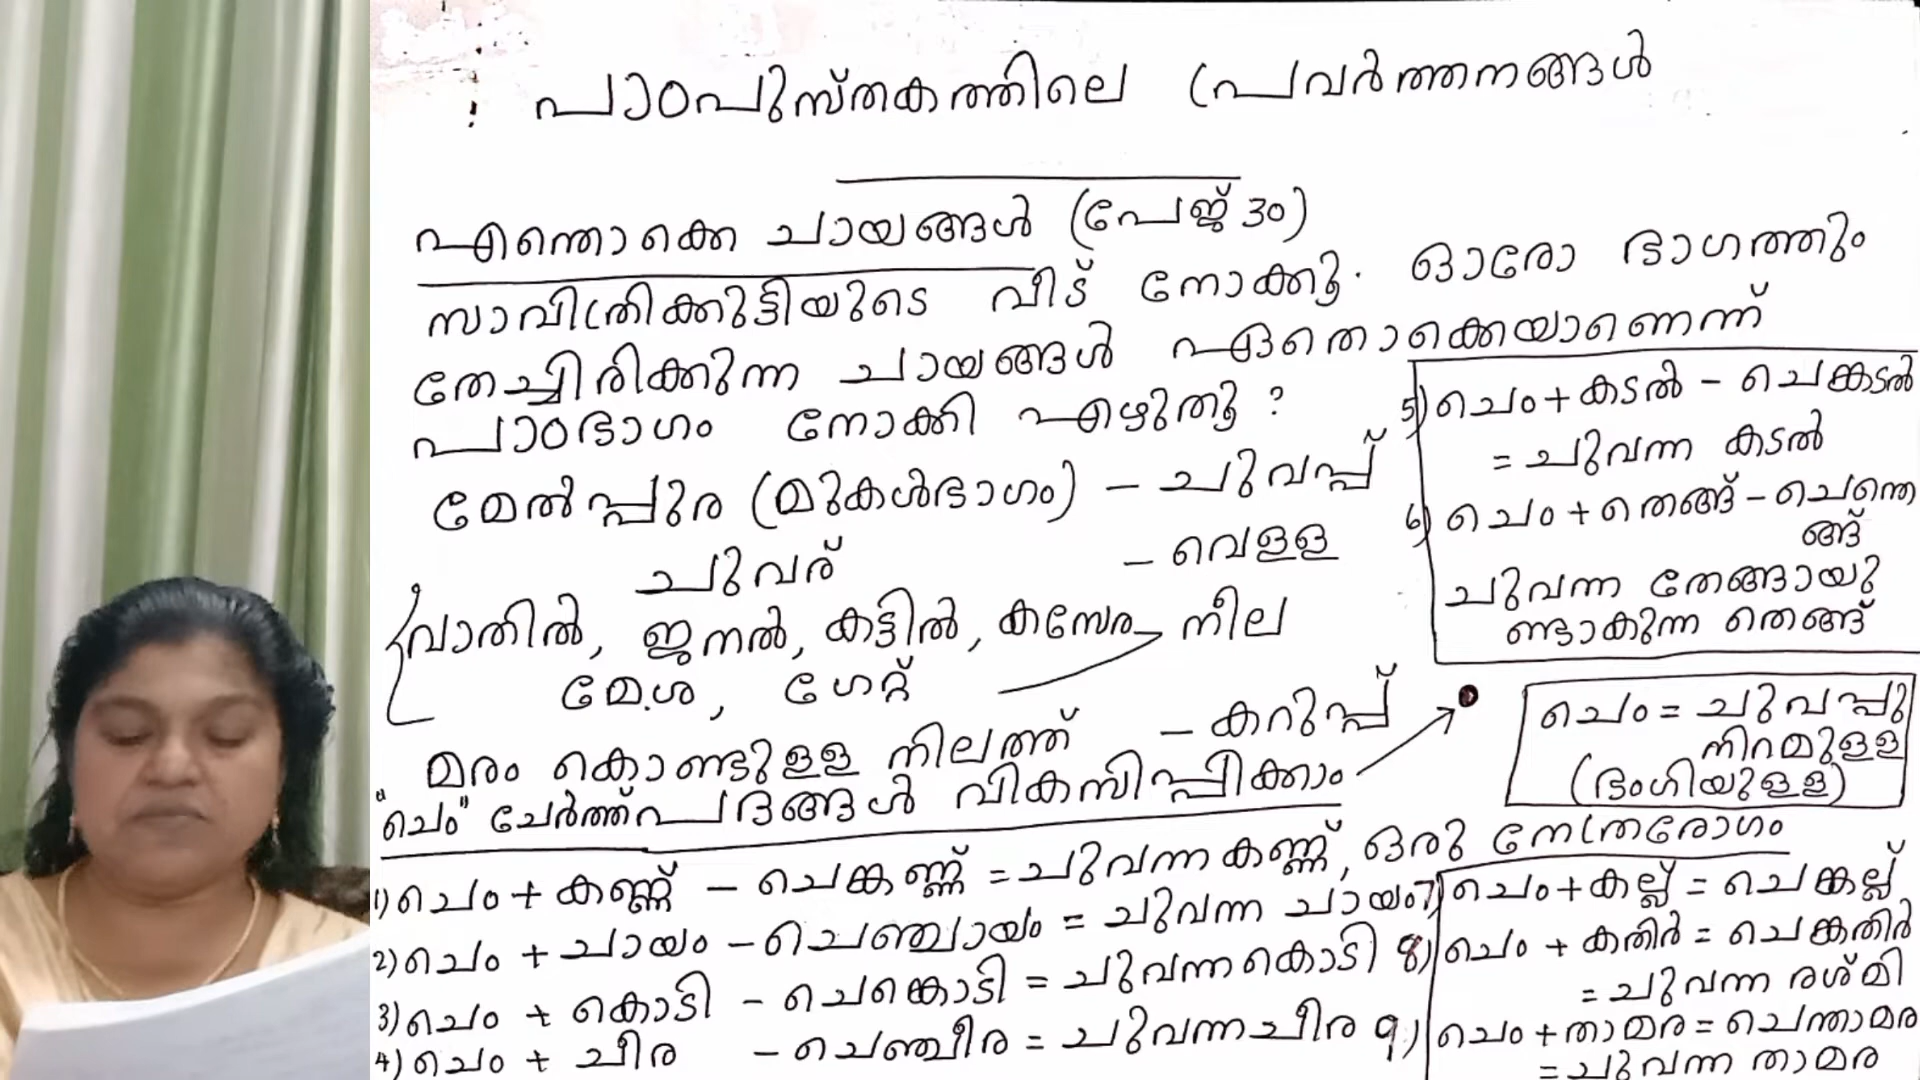 പാഠപുസ്തകത്തിലെ പ്രവർത്തനങ്ങൾ
എന്തൊക്കെ ചായങ്ങൾ (പേജ് 30)
സാവിത്രിക്കുട്ടിയുടെ വീട് നോക്കൂ. ഓരോ ഭാഗത്തും
തേച്ചിരിക്കുന്ന ചായങ്ങൾ ഏതൊക്കെയാണെന്ന്
പാഠഭാഗം നോക്കി എഴുതൂ ?
മേൽപ്പുര (മുകൾഭാഗം) - ചുവപ്പ്
ചുവര് - വെള്ള
വാതിൽ, ജനൽ, കട്ടിൽ, കസേര - നീല
മേശ, ഗേറ്റ്
മരം കൊണ്ടുള്ള നിലത്ത് - കറുപ്പ്
"ചെം" ചേർത്ത് പദങ്ങൾ വികസിപ്പിക്കാം
ചെം = ചുവപ്പു
നിറമുള്ള
(ഭംഗിയുള്ള)
1) ചെം + കണ്ണ് - ചെങ്കണ്ണ് = ചുവന്ന കണ്ണ്, ഒരു നേത്രരോഗം
2) ചെം + ചായം - ചെഞ്ചായം = ചുവന്ന ചായം
3) ചെം + കൊടി - ചെങ്കൊടി = ചുവന്ന കൊടി
4) ചെം + ചീര - ചെഞ്ചീര = ചുവന്ന ചീര
5) ചെം + കടൽ - ചെങ്കടൽ
= ചുവന്ന കടൽ
6) ചെം + തെങ്ങ് - ചെന്തെ
ങ്ങ്
ചുവന്ന തേങ്ങായു
ണ്ടാകുന്ന തെങ്ങ്
7) ചെം + കല്ല് = ചെങ്കല്ല്
8) ചെം + കതിർ = ചെങ്കതിർ
= ചുവന്ന രശ്മി
9) ചെം + താമര = ചെന്താമര
= ചുവന്ന താമര